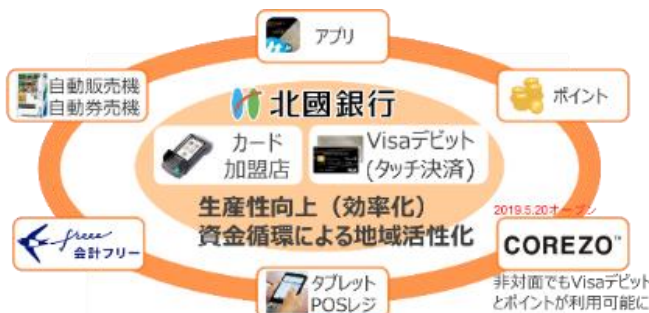 アプリ
自動販売機
自動券売機
北國銀行
ポイント
カード
加盟店
Visaデビット
(タッチ決済)
生産性向上（効率化）
資金循環による地域活性化
2019.5.20オープン
free
会計フリー
COREZO™
タブレット
POSレジ
非対面でもVisaデビット
とポイントが利用可能に